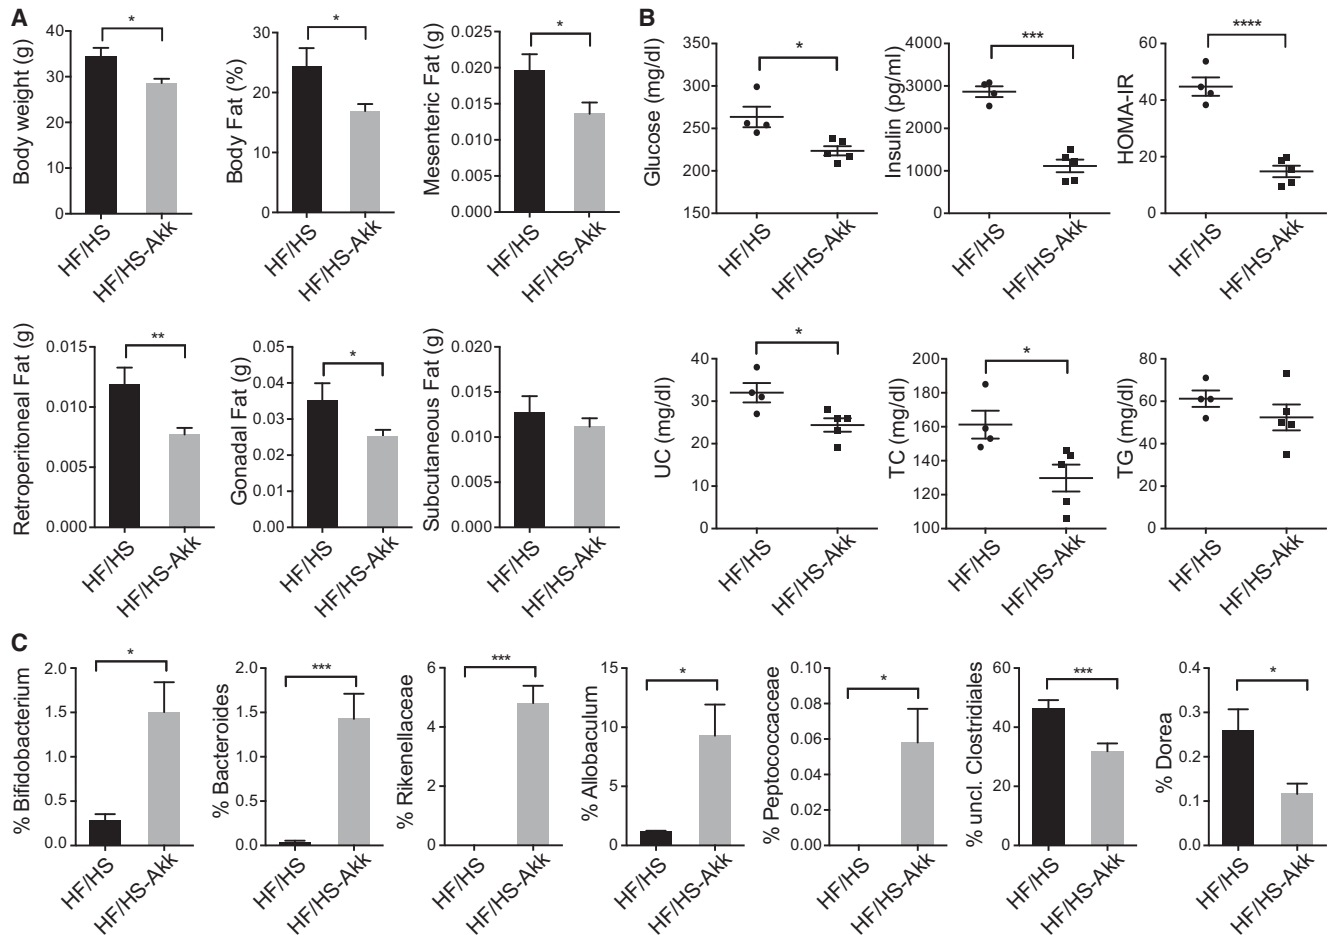 A
Body weight (g)
40
30
20
10
0
*
HF/HS
HF/HS-Akk
Body Fat (%)
30
20
10
0
*
HF/HS
HF/HS-Akk
Mesenteric Fat (g)
0.025
0.020
0.015
0.010
0.005
0.000
*
HF/HS
HF/HS-Akk
Retroperitoneal Fat (g)
0.015
0.010
0.005
0.000
**
HF/HS
HF/HS-Akk
Gonadal Fat (g)
0.05
0.04
0.03
0.02
0.01
0.00
*
HF/HS
HF/HS-Akk
Subcutaneous Fat (g)
0.020
0.015
0.010
0.005
0.000
HF/HS
HF/HS-Akk
B
Glucose (mg/dl)
350
300
250
200
150
*
HF/HS
HF/HS-Akk
Insulin (pg/ml)
4000
3000
2000
1000
0
***
HF/HS
HF/HS-Akk
HOMA-IR
60
40
20
0
****
HF/HS
HF/HS-Akk
UC (mg/dl)
40
30
20
10
0
*
HF/HS
HF/HS-Akk
TC (mg/dl)
200
180
160
140
120
100
*
HF/HS
HF/HS-Akk
TG (mg/dl)
80
60
40
20
0
HF/HS
HF/HS-Akk
C
% Bifidobacterium
2.0
1.5
1.0
0.5
0.0
*
HF/HS
HF/HS-Akk
% Bacteroides
2.0
1.5
1.0
0.5
0.0
***
HF/HS
HF/HS-Akk
% Rikenellaceae
6
4
2
0
***
HF/HS
HF/HS-Akk
% Allobaculum
15
10
5
0
*
HF/HS
HF/HS-Akk
% Peptococcaceae
0.10
0.08
0.06
0.04
0.02
0.00
*
HF/HS
HF/HS-Akk
% uncl. Clostridiales
60
40
20
0
***
HF/HS
HF/HS-Akk
% Dorea
0.4
0.3
0.2
0.1
0.0
*
HF/HS
HF/HS-Akk